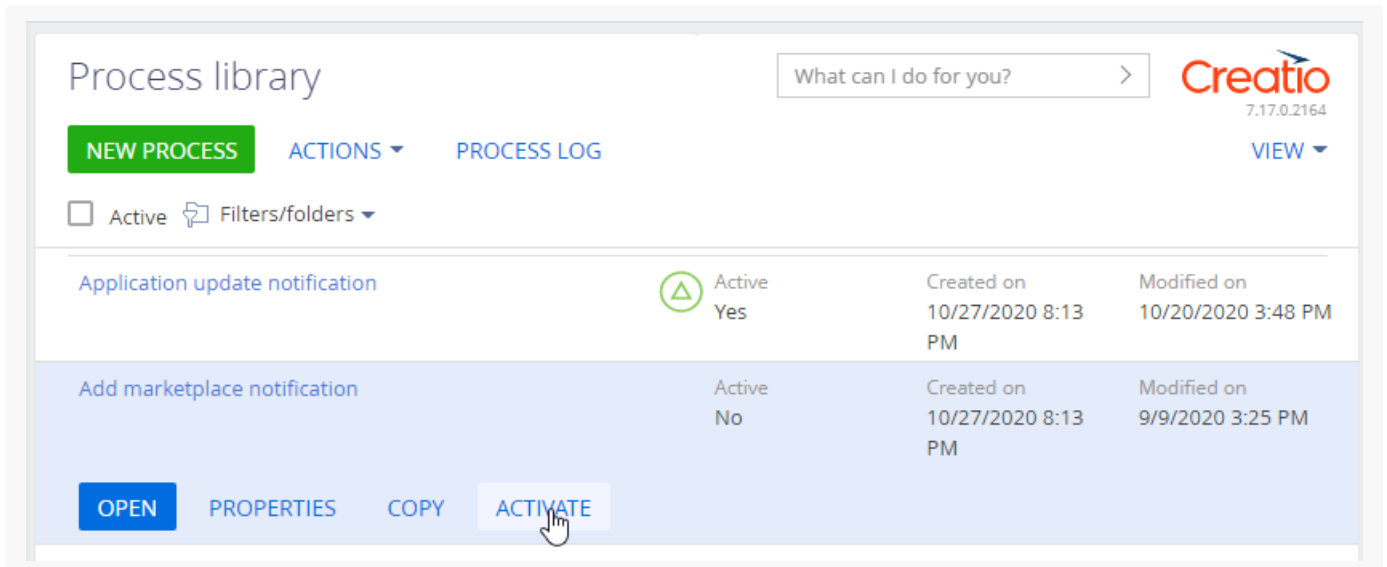 Process library
What can I do for you?
Creatio
7.17.0.2164
NEW PROCESS ACTIONS PROCESS LOG VIEW
Active Filters/folders
Application update notification Active Created on Modified on
Yes 10/27/2020 8:13 10/20/2020 3:48 PM
PM
Add marketplace notification Active Created on Modified on
No 10/27/2020 8:13 9/9/2020 3:25 PM
PM
OPEN PROPERTIES COPY ACTIVATE